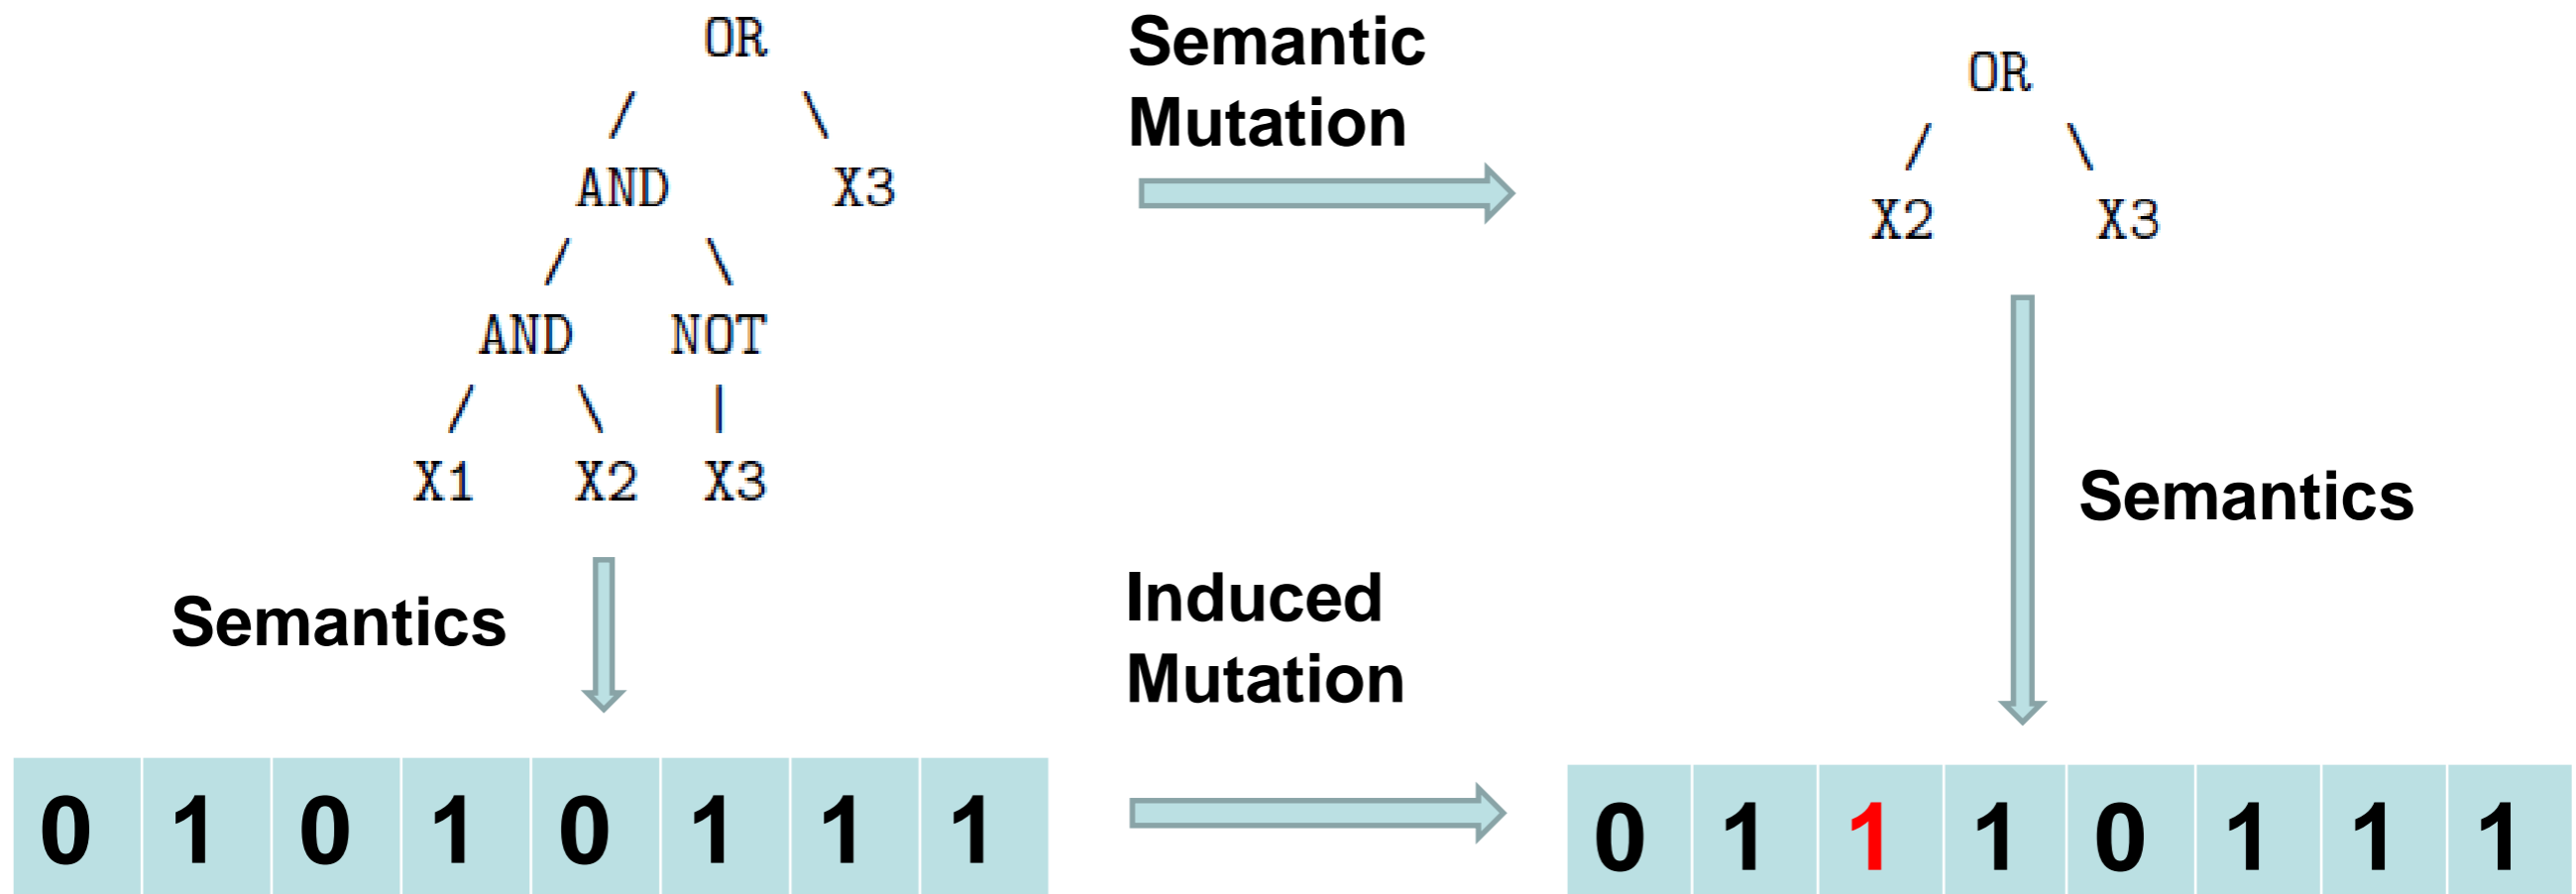 OR
/ \
AND X3
/ \
AND NOT
/ \ |
X1 X2 X3
Semantics
0 1 0 1 0 1 1 1
Semantic
Mutation
Induced
Mutation
OR
/ \
X2 X3
Semantics
0 1 1 1 0 1 1 1